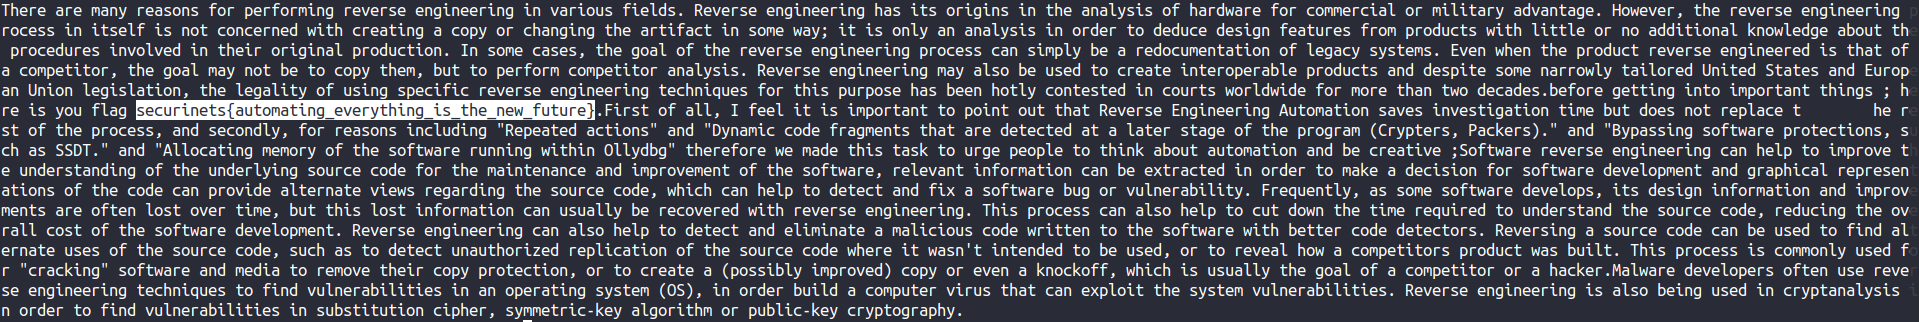 There are many reasons for performing reverse engineering in various fields. Reverse engineering has its origins in the analysis of hardware for commercial or military advantage. However, the reverse engineering p
rocess in itself is not concerned with creating a copy or changing the artifact in some way; it is only an analysis in order to deduce design features from products with little or no additional knowledge about the
 procedures involved in their original production. In some cases, the goal of the reverse engineering process can simply be a redocumentation of legacy systems. Even when the product reverse engineered is that of
a competitor, the goal may not be to copy them, but to perform competitor analysis. Reverse engineering may also be used to create interoperable products and despite some narrowly tailored United States and Europe
an Union legislation, the legality of using specific reverse engineering techniques for this purpose has been hotly contested in courts worldwide for more than two decades.before getting into important things ; he
re is you flag securinets{automating_everything_is_the_new_future}.First of all, I feel it is important to point out that Reverse Engineering Automation saves investigation time but does not replace t       he re
st of the process, and secondly, for reasons including "Repeated actions" and "Dynamic code fragments that are detected at a later stage of the program (Crypters, Packers)." and "Bypassing software protections, su
ch as SSDT." and "Allocating memory of the software running within Ollydbg" therefore we made this task to urge people to think about automation and be creative ;Software reverse engineering can help to improve th
e understanding of the underlying source code for the maintenance and improvement of the software, relevant information can be extracted in order to make a decision for software development and graphical represent
ations of the code can provide alternate views regarding the source code, which can help to detect and fix a software bug or vulnerability. Frequently, as some software develops, its design information and improve
ments are often lost over time, but this lost information can usually be recovered with reverse engineering. This process can also help to cut down the time required to understand the source code, reducing the ove
rall cost of the software development. Reverse engineering can also help to detect and eliminate a malicious code written to the software with better code detectors. Reversing a source code can be used to find alt
ernate uses of the source code, such as to detect unauthorized replication of the source code where it wasn't intended to be used, or to reveal how a competitors product was built. This process is commonly used fo
r "cracking" software and media to remove their copy protection, or to create a (possibly improved) copy or even a knockoff, which is usually the goal of a competitor or a hacker.Malware developers often use rever
se engineering techniques to find vulnerabilities in an operating system (OS), in order build a computer virus that can exploit the system vulnerabilities. Reverse engineering is also being used in cryptanalysis i
n order to find vulnerabilities in substitution cipher, symmetric-key algorithm or public-key cryptography.